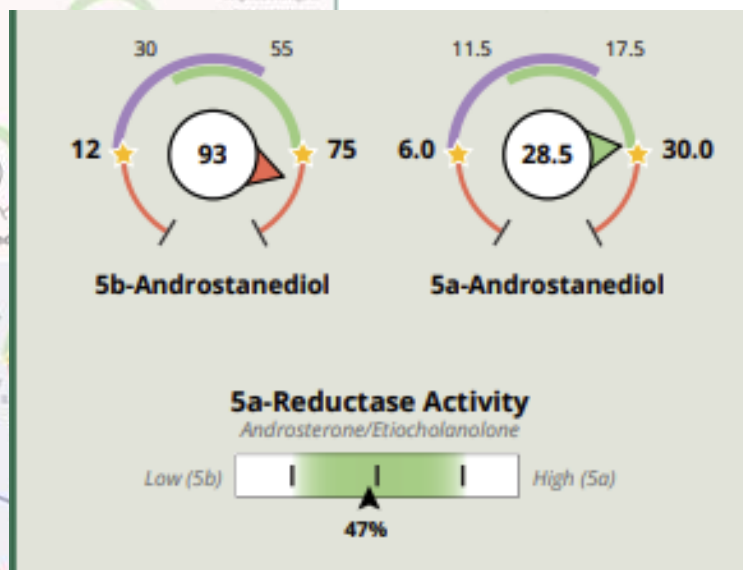 30 55
12 93 75
5b-Androstanediol
11.5 17.5
6.0 28.5 30.0
5a-Androstanediol
5a-Reductase Activity
Androsterone/Etiocholanolone
Low (5b) High (5a)
47%